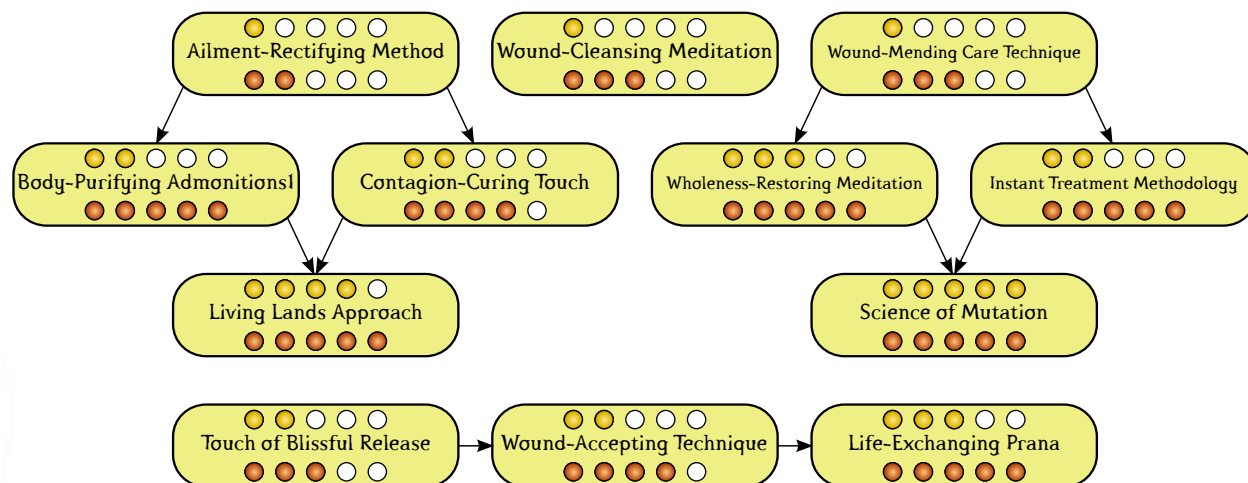 Ailment-Rectifying Method
Wound-Cleansing Meditation
Wound-Mending Care Technique
Body-Purifying Admonitions1
Contagion-Curing Touch
Wholeness-Restoring Meditation
Instant Treatment Methodology
Living Lands Approach
Science of Mutation
Touch of Blissful Release
Wound-Accepting Technique
Life-Exchanging Prana